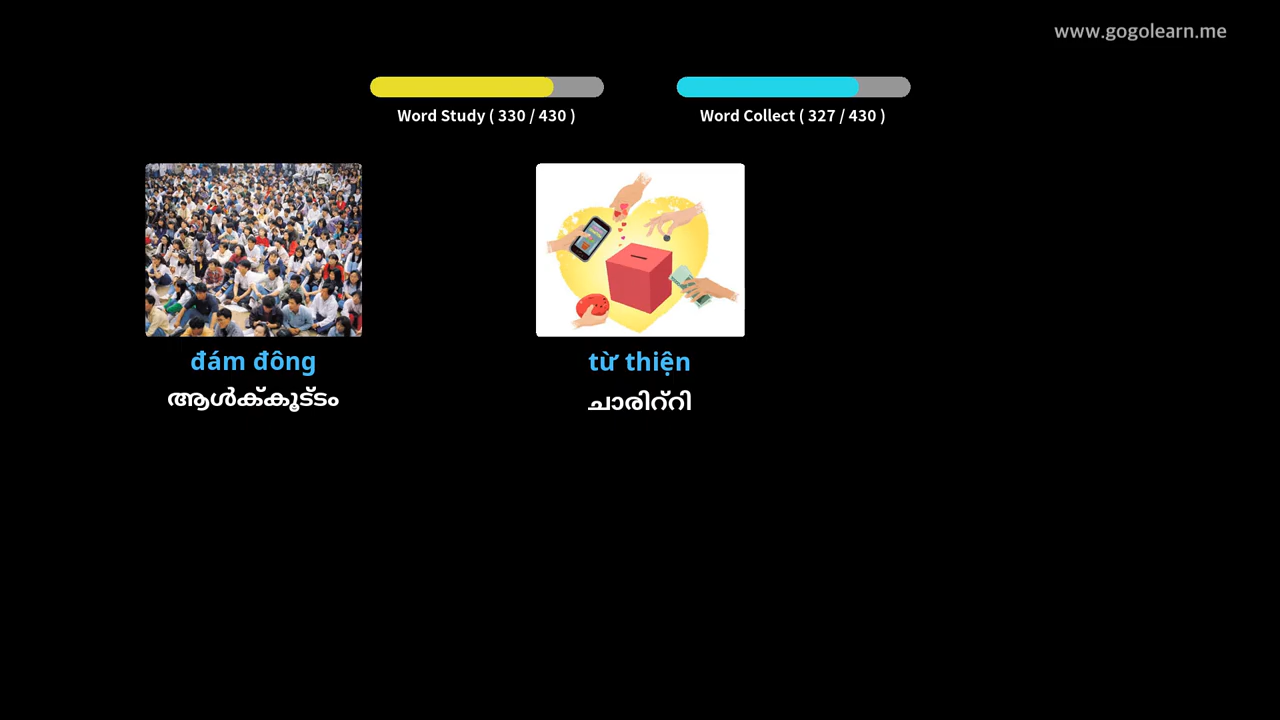 www.gogolearn.me
Word Study ( 330 / 430 )
Word Collect ( 327 / 430 )
đám đông
ആൾക്കൂട്ടം
từ thiện
ചാരിറ്റി